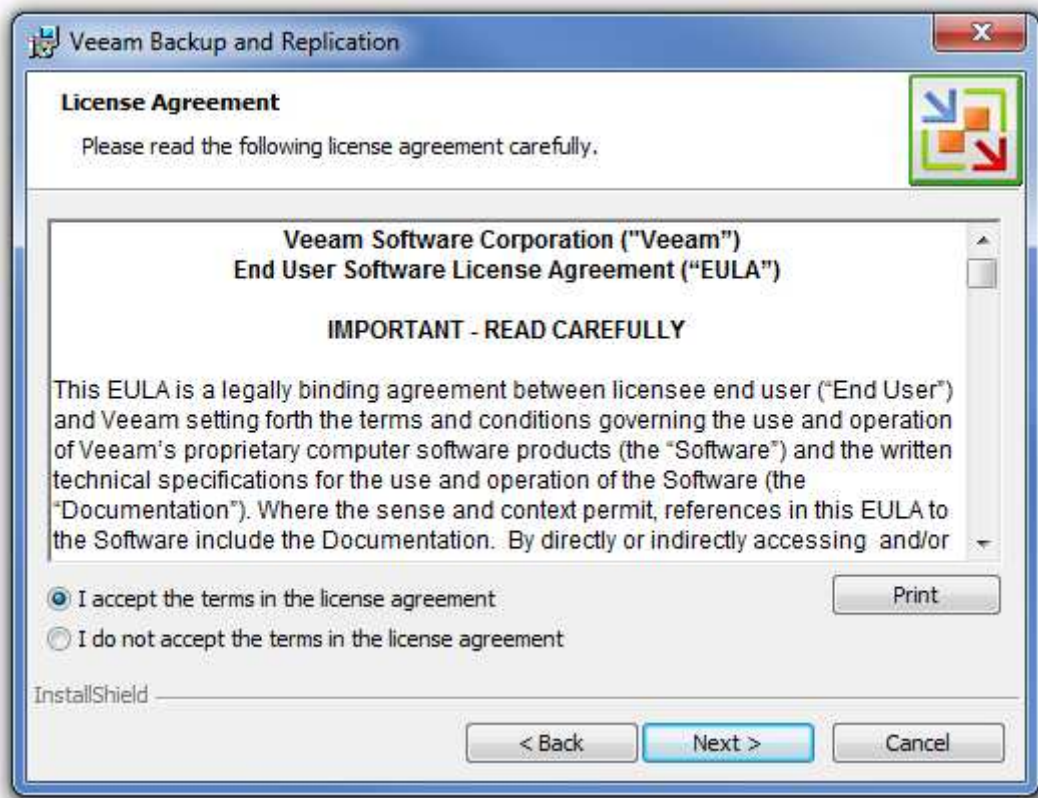 Veeam Backup and Replication
License Agreement
Please read the following license agreement carefully.
Veeam Software Corporation ("Veeam”)
End User Software License Agreement (“EULA”)
IMPORTANT - READ CAREFULLY
This EULA is a legally binding agreement between licensee end user (“End User”)
and Veeam setting forth the terms and conditions governing the use and operation
of Veeam’s proprietary computer software products (the “Software”) and the written
technical specifications for the use and operation of the Software (the
“Documentation”). Where the sense and context permit, references in this EULA to
the Software include the Documentation.  By directly or indirectly accessing  and/or
I accept the terms in the license agreement
Print
I do not accept the terms in the license agreement
InstallShield
< Back
Next >
Cancel